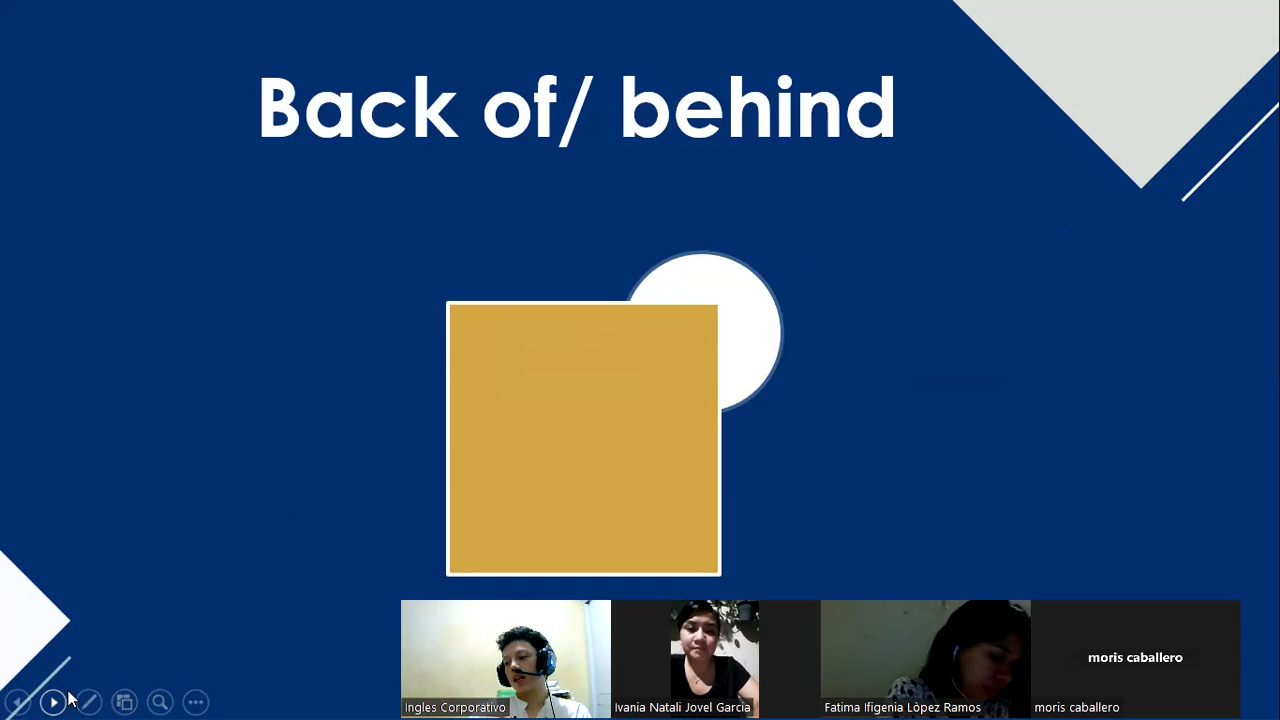 Back of/ behind
moris caballero
Ingles Corporativo
Ivania Natali Jovel Garcia
Fatima Ifigenia Lòpez Ramos
moris caballero